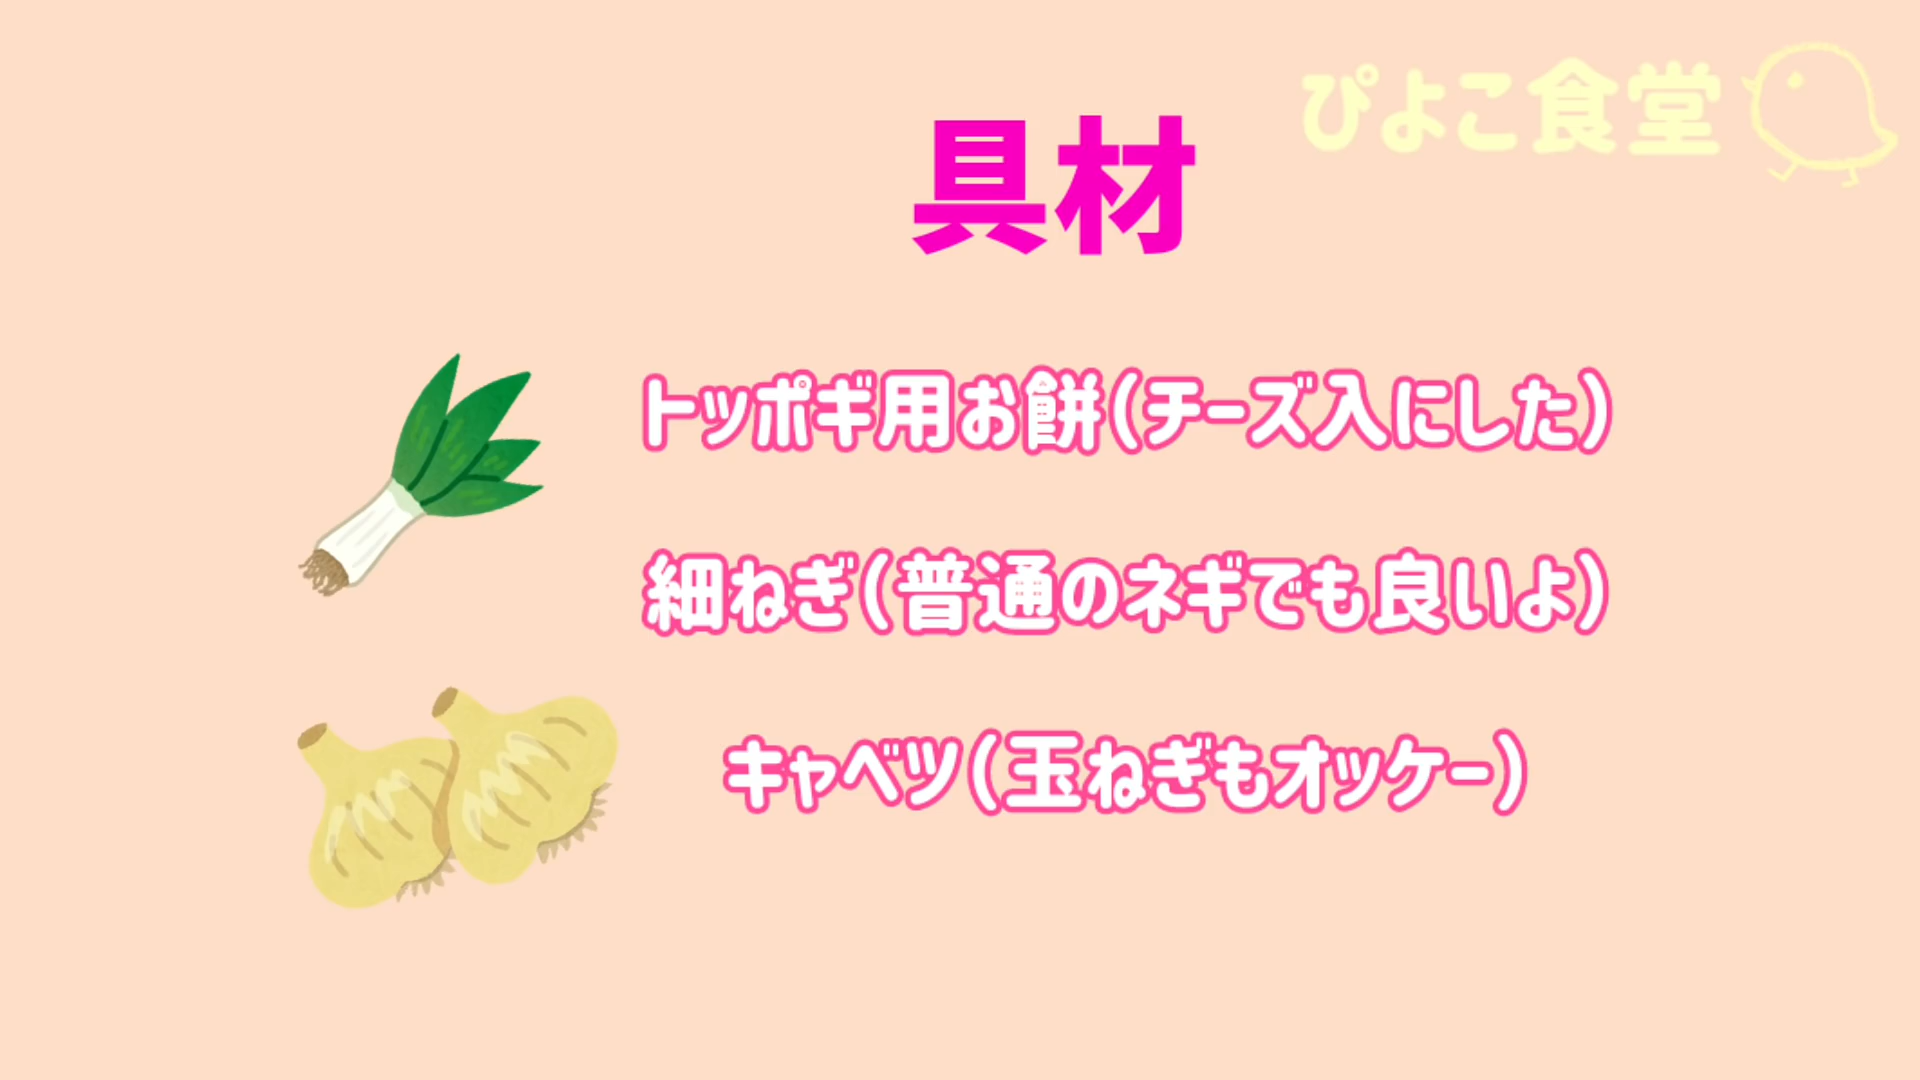 ぴよこ食堂
具材
トッポギ用お餅(チーズ入にした)
細ねぎ(普通のネギでも良いよ)
キャベツ(玉ねぎもオッケー)